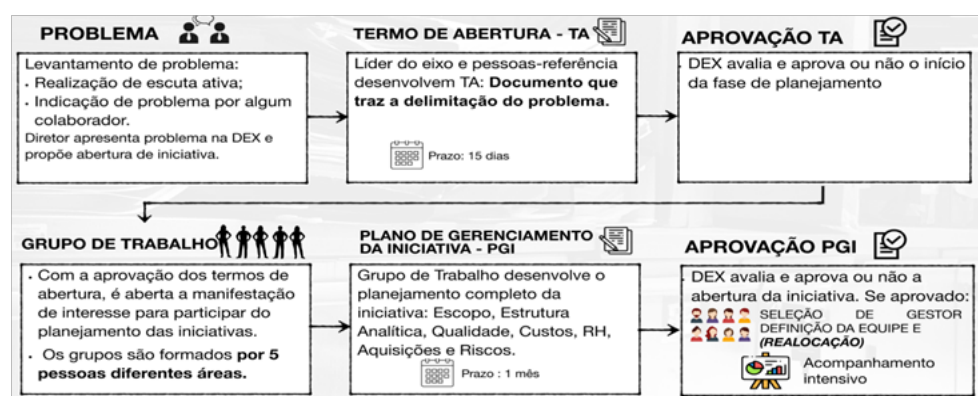 PROBLEMA
Levantamento de problema:
· Realização de escuta ativa;
· Indicação de problema por algum
colaborador.
Diretor apresenta problema na DEX e
propõe abertura de iniciativa.
TERMO DE ABERTURA - TA
Líder do eixo e pessoas-referência
desenvolvem TA: Documento que
traz a delimitação do problema.
Prazo: 15 dias
APROVAÇÃO TA
· DEX avalia e aprova ou não o início
da fase de planejamento
GRUPO DE TRABALHO
· Com a aprovação dos termos de
abertura, é aberta a manifestação
de interesse para participar do
planejamento das iniciativas.
· Os grupos são formados por 5
pessoas diferentes áreas.
PLANO DE GERENCIAMENTO
DA INICIATIVA - PGI
Grupo de Trabalho desenvolve o
planejamento completo da
iniciativa: Escopo, Estrutura
Analítica, Qualidade, Custos, RH,
Aquisições e Riscos.
Prazo : 1 mês
APROVAÇÃO PGI
DEX avalia e aprova ou não a
abertura da iniciativa. Se aprovado:
SELEÇÃO DE GESTOR
DEFINIÇÃO DA EQUIPE E
(REALOCAÇÃO)
Acompanhamento
intensivo